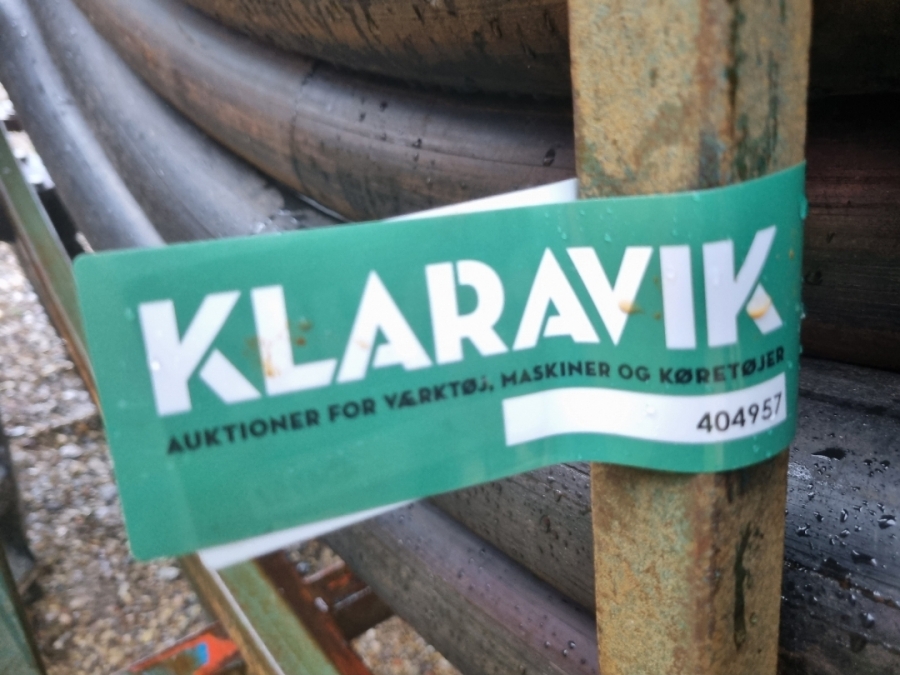 KLARAVIK
AUKTIONER FOR VÆRKTØJ, MASKINER OG KØRETØJER
404957